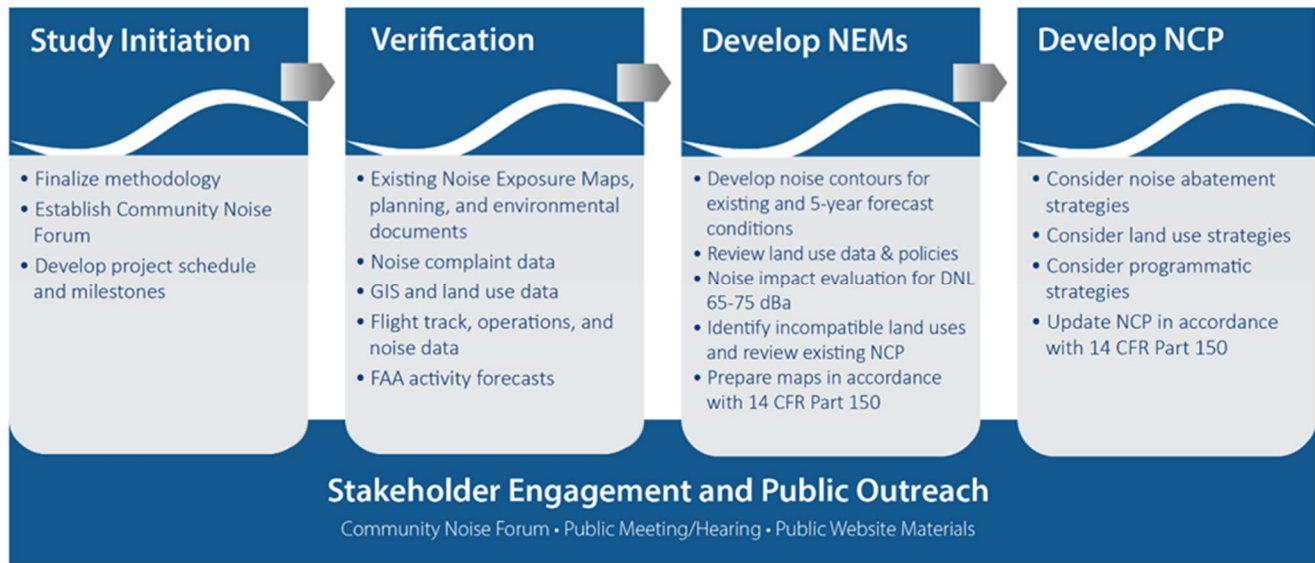 Study Initiation
• Finalize methodology
• Establish Community Noise
Forum
• Develop project schedule
and milestones
Verification
• Existing Noise Exposure Maps,
planning, and environmental
documents
• Noise complaint data
• GIS and land use data
• Flight track, operations, and
noise data
• FAA activity forecasts
Develop NEMs
• Develop noise contours for
existing and 5-year forecast
conditions
• Review land use data & policies
• Noise impact evaluation for DNL
65-75 dBa
• Identify incompatible land uses
and review existing NCP
• Prepare maps in accordance
with 14 CFR Part 150
Develop NCP
• Consider noise abatement
strategies
• Consider land use strategies
• Consider programmatic
strategies
• Update NCP in accordance
with 14 CFR Part 150
Stakeholder Engagement and Public Outreach
Community Noise Forum • Public Meeting/Hearing • Public Website Materials